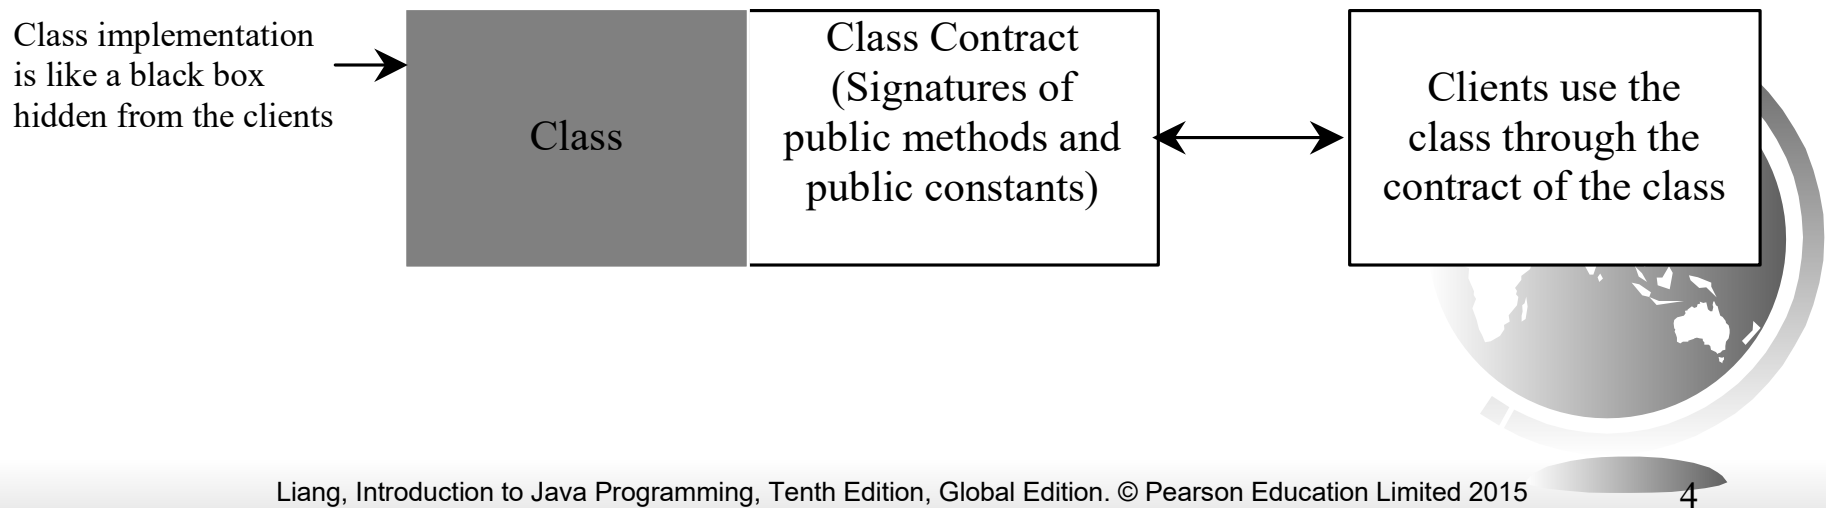 Class implementation
is like a black box
hidden from the clients
Class
Class Contract
(Signatures of
public methods and
public constants)
Clients use the
class through the
contract of the class
Liang, Introduction to Java Programming, Tenth Edition, Global Edition. © Pearson Education Limited 2015
4